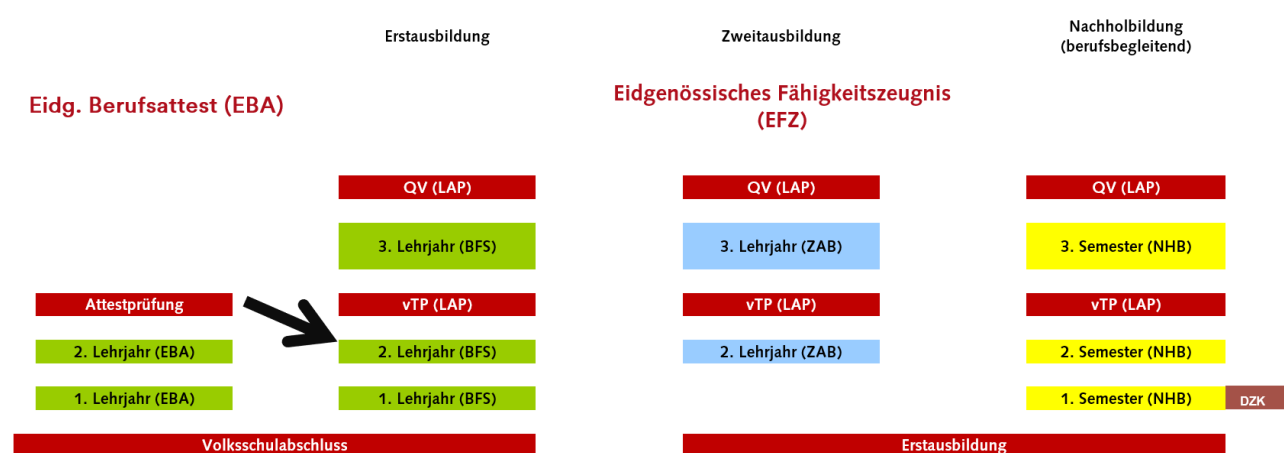 Erstausbildung
Zweitausbildung
Nachholbildung
(berufsbegleitend)
Eidg. Berufsattest (EBA)
Eidgenössisches Fähigkeitszeugnis
(EFZ)
QV (LAP)
QV (LAP)
QV (LAP)
3. Lehrjahr (BFS)
3. Lehrjahr (ZAB)
3. Semester (NHB)
Attestprüfung
vTP (LAP)
vTP (LAP)
vTP (LAP)
2. Lehrjahr (EBA)
2. Lehrjahr (BFS)
2. Lehrjahr (ZAB)
2. Semester (NHB)
1. Lehrjahr (EBA)
1. Lehrjahr (BFS)
1. Semester (NHB)
DZK
Volksschulabschluss
Erstausbildung